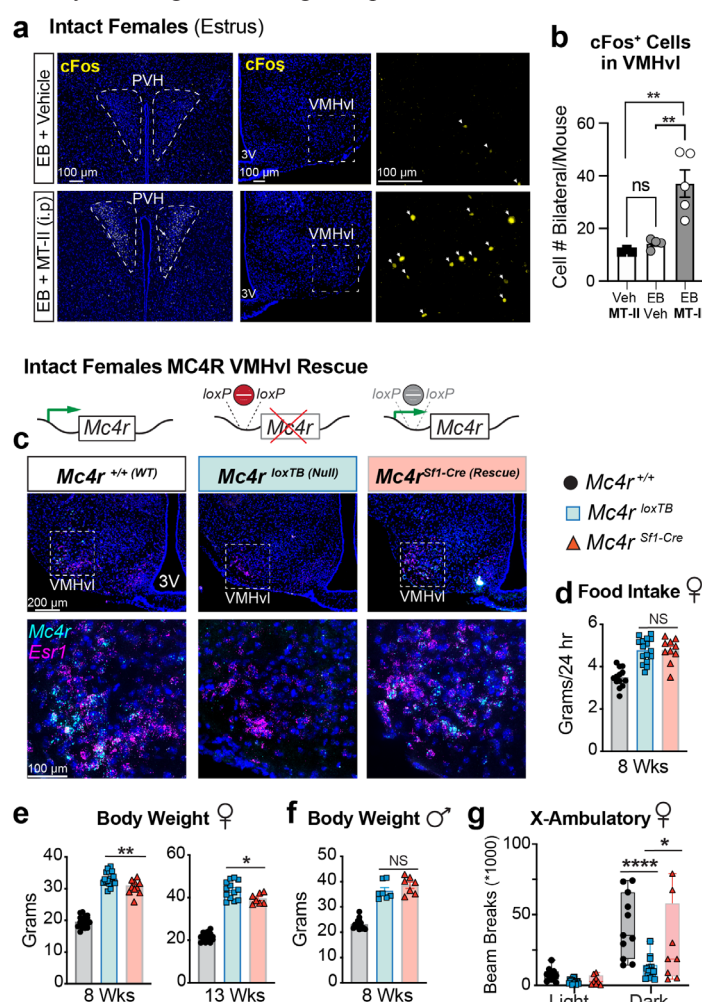 a Intact Females (Estrus)
EB + Vehicle
cFos
PVH
100 μm
cFos
VMHvl
3V
100 μm
100 μm
EB + MT-II (i.p)
PVH
VMHvl
3V
b cFos+ Cells
in VMHvl
Cell # Bilateral/Mouse
60
40
20
0
**
**
ns
Veh EB EB
MT-II Veh MT-I
Intact Females MC4R VMHvl Rescue
loxP loxP loxP loxP
Mc4r Mc4r Mc4r
c
Mc4r +/+ (WT) Mc4r loxTB (Null) Mc4r Sf1-Cre (Rescue)
VMHvl 3V
200 μm
VMHvl
VMHvl
Mc4r
Esr1
100 μm
Mc4r +/+
Mc4r loxTB
Mc4r Sf1-Cre
d Food Intake ♀
NS
Grams/24 hr
6
4
2
0
8 Wks
e Body Weight ♀
Grams
40
30
20
10
0
**
8 Wks
60
40
20
0
*
13 Wks
f Body Weight ♂
Grams
50
40
30
20
10
0
NS
8 Wks
g X-Ambulatory ♀
Beam Breaks (*1000)
100
50
0
****
*
Light Dark